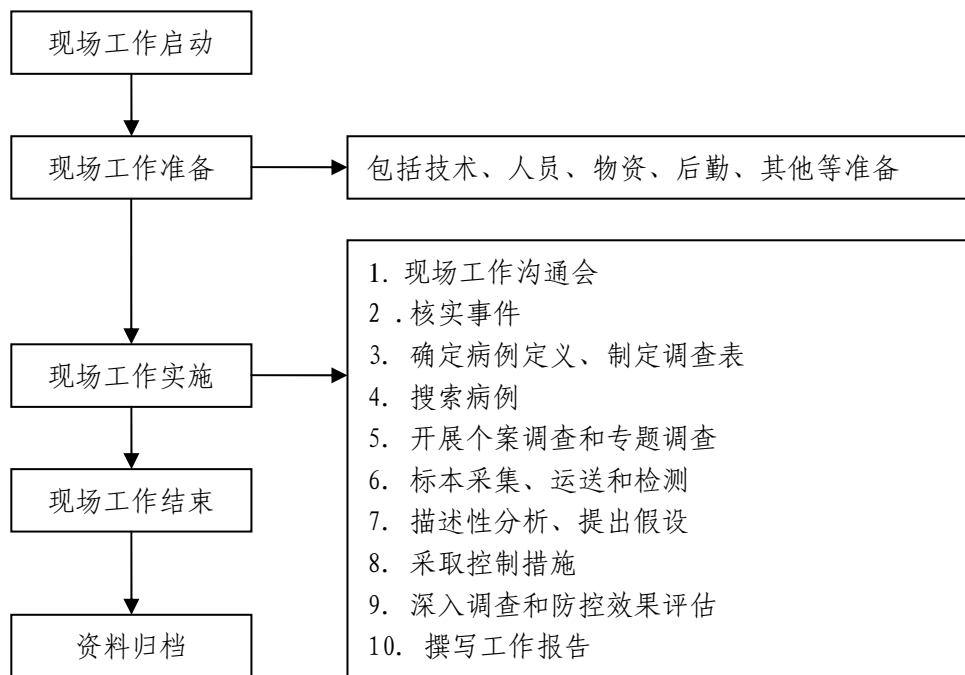 现场工作启动
现场工作准备
包括技术、人员、物资、后勤、其他等准备
现场工作实施
1. 现场工作沟通会
2 .核实事件
3. 确定病例定义、制定调查表
4. 搜索病例
5. 开展个案调查和专题调查
6. 标本采集、运送和检测
7. 描述性分析、提出假设
8. 采取控制措施
9. 深入调查和防控效果评估
10. 撰写工作报告
现场工作结束
资料归档